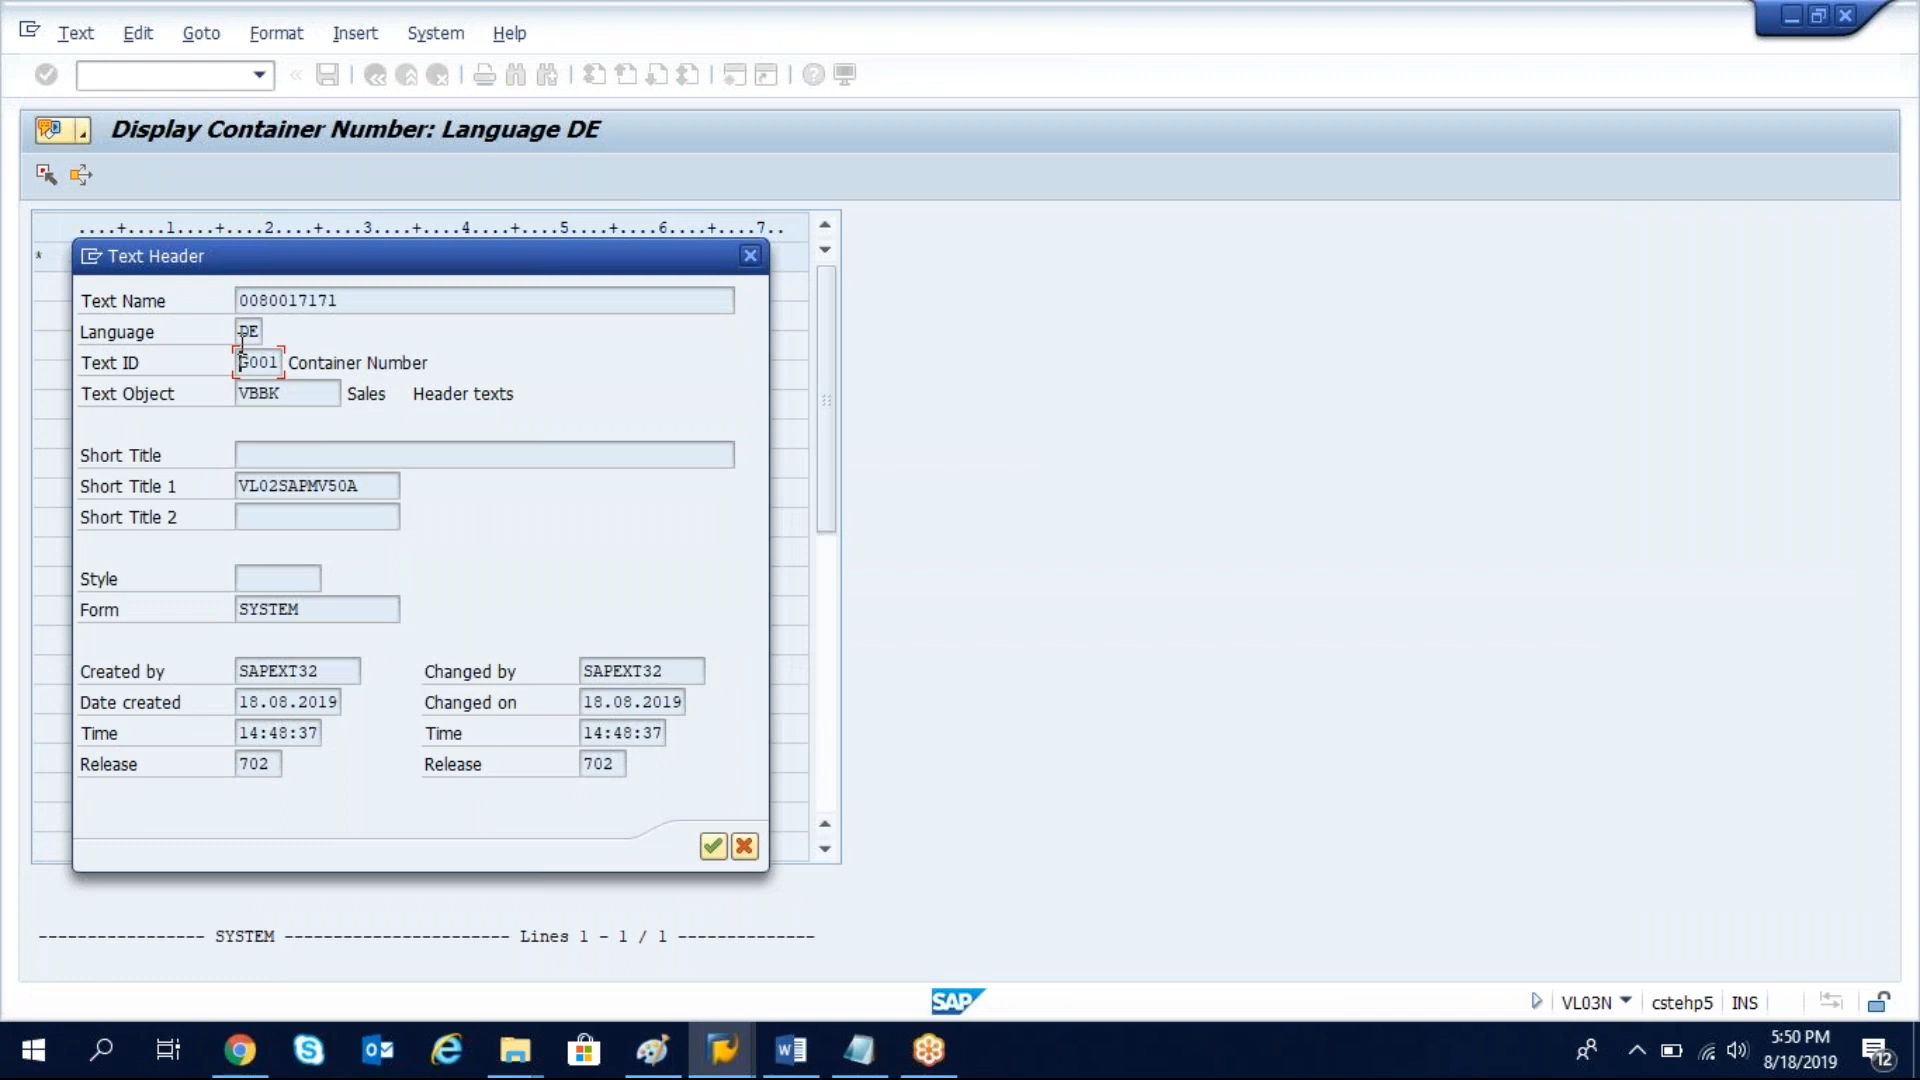 Text Edit Goto Format Insert System Help
Display Container Number: Language DE
....+....1....+....2....+....3....+....4....+....5....+....6....+....7..
*
Text Header
Text Name 0080017171
Language DE
Text ID G001 Container Number
Text Object VBBK Sales Header texts
Short Title
Short Title 1 VL02SAPMV50A
Short Title 2
Style
Form SYSTEM
Created by SAPEXT32 Changed by SAPEXT32
Date created 18.08.2019 Changed on 18.08.2019
Time 14:48:37 Time 14:48:37
Release 702 Release 702
----------------- SYSTEM ----------------------- Lines 1 - 1 / 1 --------------
SAP VL03N cstehp5 INS
5:50 PM
8/18/2019
12